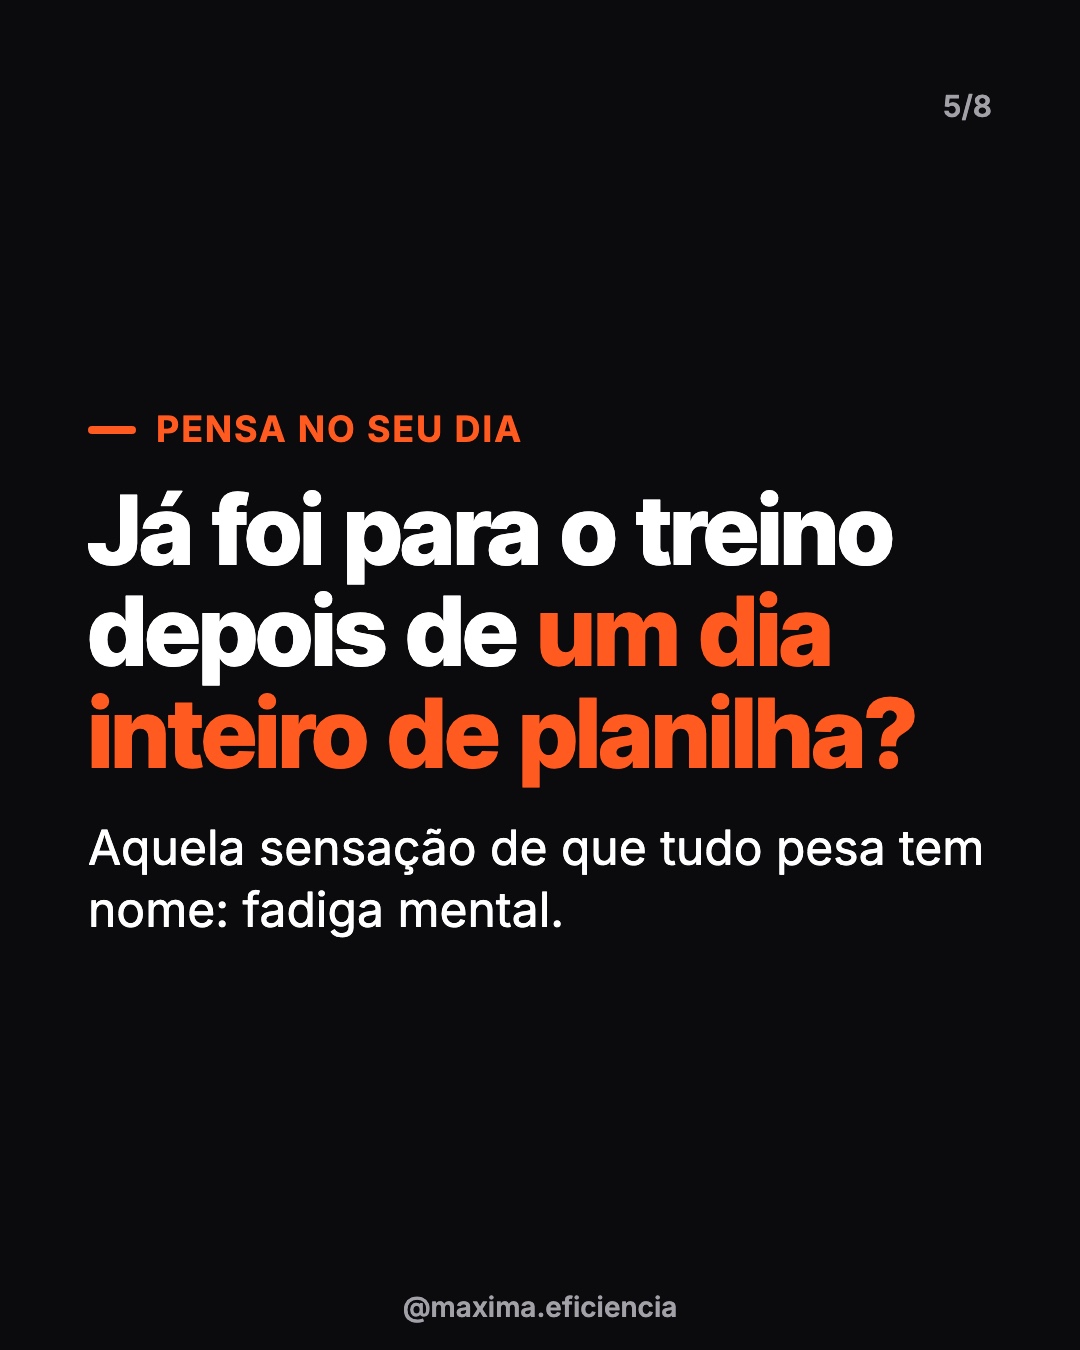 5/8
PENSA NO SEU DIA
Já foi para o treino
depois de um dia
inteiro de planilha?
Aquela sensação de que tudo pesa tem
nome: fadiga mental.
@maxima.eficiencia